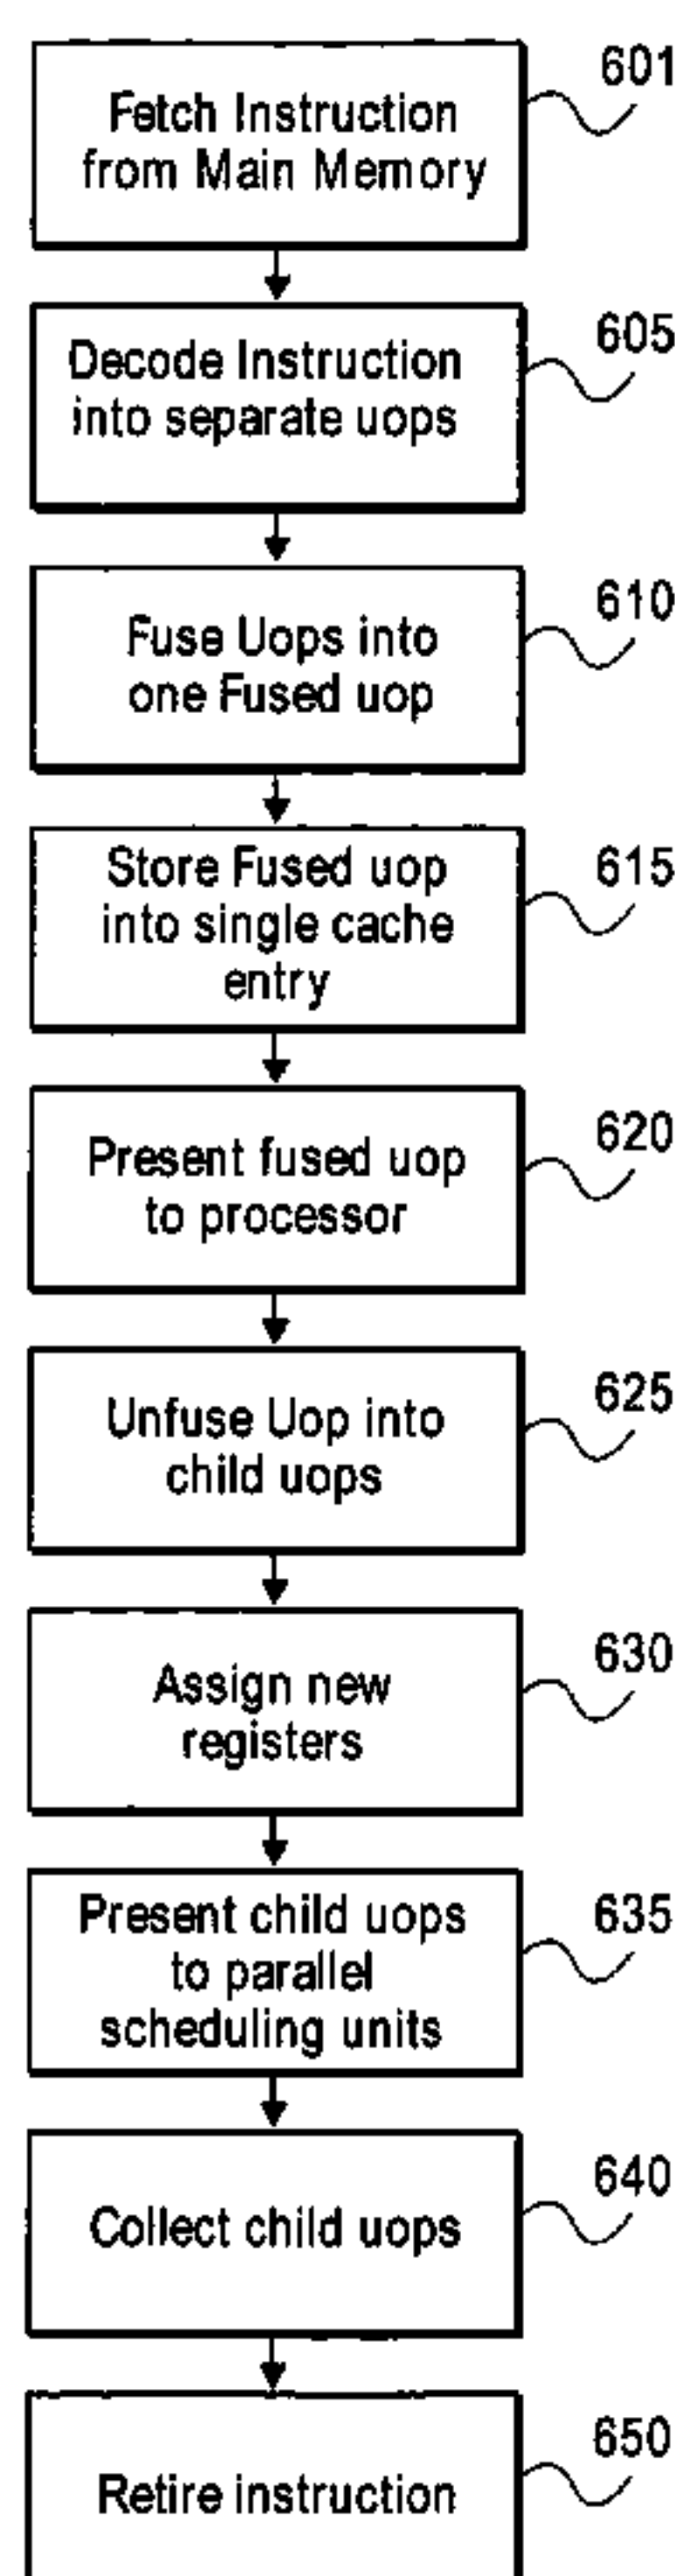 601
Fetch Instruction
from Main Memory
605
Decode Instruction
into separate uops
610
Fuse Uops into
one Fused uop
615
Store Fused uop
into single cache
entry
620
Present fused uop
to processor
625
Unfuse Uop into
child uops
630
Assign new
registers
635
Present child uops
to parallel
scheduling units
640
Collect child uops
650
Retire instruction